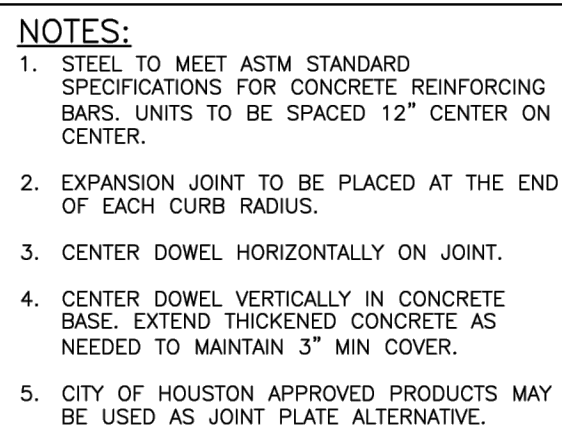 NOTES:
1. STEEL TO MEET ASTM STANDARD
SPECIFICATIONS FOR CONCRETE REINFORCING
BARS. UNITS TO BE SPACED 12" CENTER ON
CENTER.
2. EXPANSION JOINT TO BE PLACED AT THE END
OF EACH CURB RADIUS.
3. CENTER DOWEL HORIZONTALLY ON JOINT.
4. CENTER DOWEL VERTICALLY IN CONCRETE
BASE. EXTEND THICKENED CONCRETE AS
NEEDED TO MAINTAIN 3" MIN COVER.
5. CITY OF HOUSTON APPROVED PRODUCTS MAY
BE USED AS JOINT PLATE ALTERNATIVE.